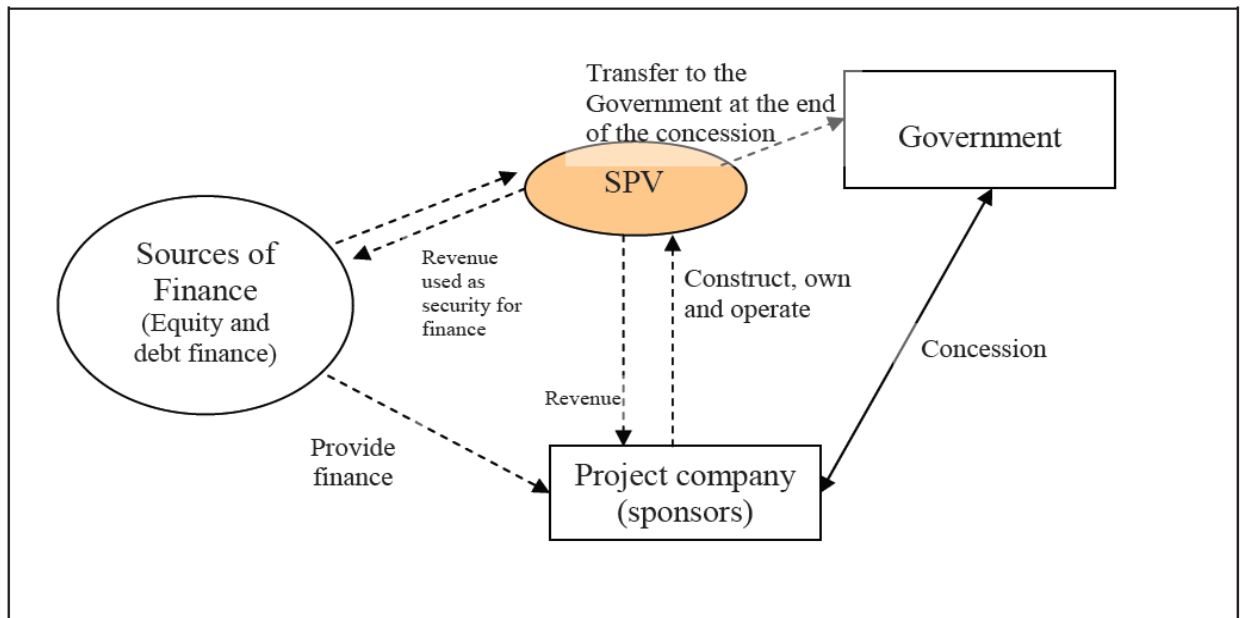 Transfer to the
Government at the end
of the concession
Government
SPV
Sources of
Finance
(Equity and
debt finance)
Revenue
used as
security for
finance
Construct, own
and operate
Concession
Revenue
Provide
finance
Project company
(sponsors)